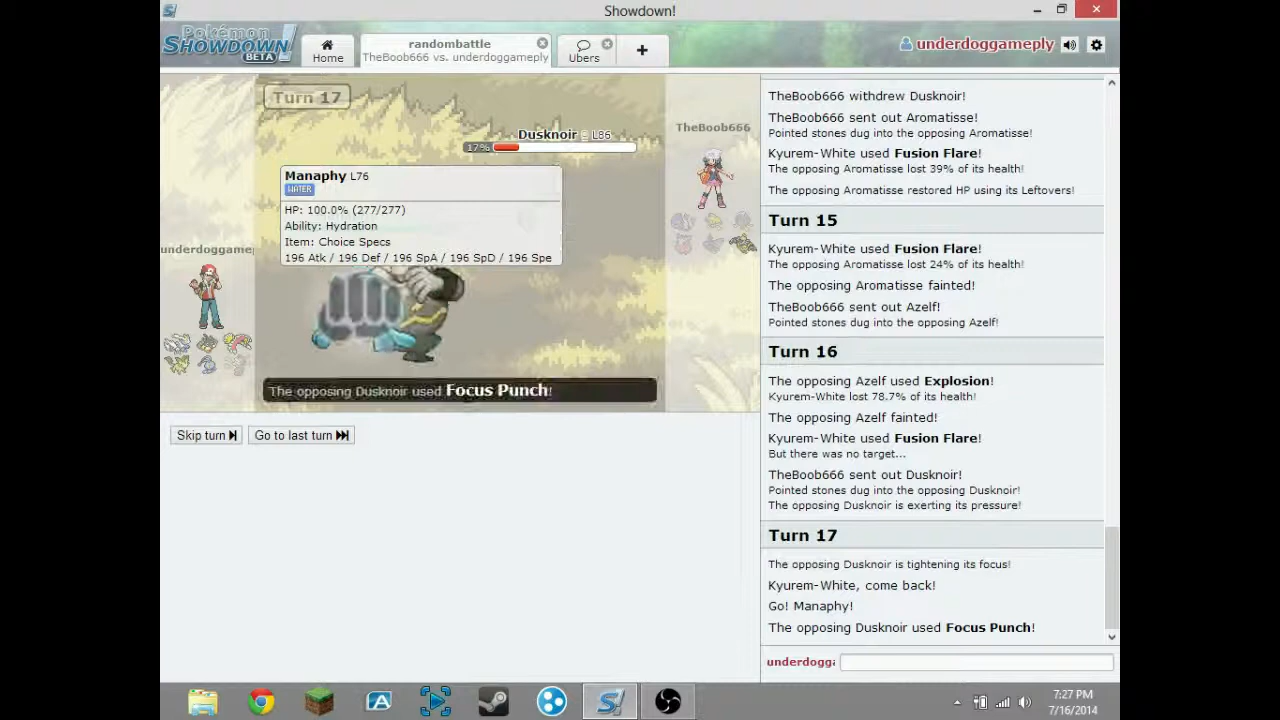 Showdown!
Pokémon
SHOWDOWN!
BETA
Home
randombattle
TheBoob666 vs. underdoggameply
Ubers
underdoggameply
Turn 17
Dusknoir L86
17%
Manaphy L76
WATER
HP: 100.0% (277/277)
Ability: Hydration
Item: Choice Specs
196 Atk / 196 Def / 196 SpA / 196 SpD / 196 Spe
underdoggamep
TheBoob666
The opposing Dusknoir used Focus Punch!
Skip turn
Go to last turn
TheBoob666 withdrew Dusknoir!
TheBoob666 sent out Aromatisse!
Pointed stones dug into the opposing Aromatisse!
Kyurem-White used Fusion Flare!
The opposing Aromatisse lost 39% of its health!
The opposing Aromatisse restored HP using its Leftovers!
Turn 15
Kyurem-White used Fusion Flare!
The opposing Aromatisse lost 24% of its health!
The opposing Aromatisse fainted!
TheBoob666 sent out Azelf!
Pointed stones dug into the opposing Azelf!
Turn 16
The opposing Azelf used Explosion!
Kyurem-White lost 78.7% of its health!
The opposing Azelf fainted!
Kyurem-White used Fusion Flare!
But there was no target...
TheBoob666 sent out Dusknoir!
Pointed stones dug into the opposing Dusknoir!
The opposing Dusknoir is exerting its pressure!
Turn 17
The opposing Dusknoir is tightening its focus!
Kyurem-White, come back!
Go! Manaphy!
The opposing Dusknoir used Focus Punch!
underdogg:
7:27 PM
7/16/2014